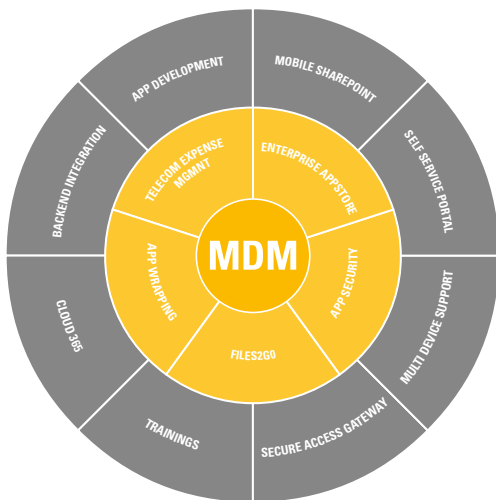 APP DEVELOPMENT
MOBILE SHAREPOINT
SELF SERVICE PORTAL
MULTI DEVICE SUPPORT
SECURE ACCESS GATEWAY
TRAININGS
CLOUD 365
BACKEND INTEGRATION
TELECOM EXPENSE
MGMNT
ENTERPRISE APPSTORE
APP SECURITY
FILES2GO
APP WRAPPING
MDM